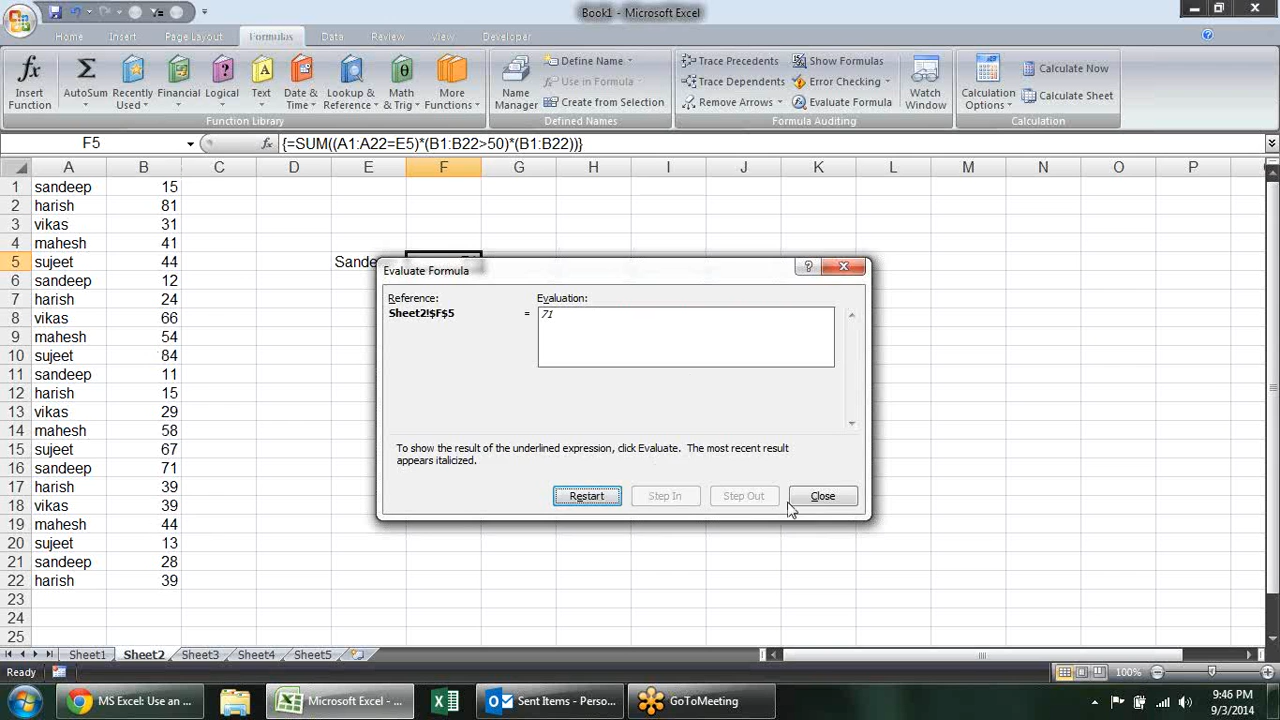 Book1 - Microsoft Excel
Home Insert Page Layout Formulas Data Review View Developer
Insert Function
AutoSum
Recently Used
Financial
Logical
Text
Date & Time
Lookup & Reference
Math & Trig
More Functions
Function Library
Name Manager
Define Name
Use in Formula
Create from Selection
Defined Names
Trace Precedents
Trace Dependents
Remove Arrows
Show Formulas
Error Checking
Evaluate Formula
Watch Window
Formula Auditing
Calculation Options
Calculate Now
Calculate Sheet
Calculation
F5 fx {=SUM((A1:A22=E5)*(B1:B22>50)*(B1:B22))}
A B C D E F G H I J K L M N O P
1 sandeep 15
2 harish 81
3 vikas 31
4 mahesh 41
5 sujeet 44 Sande
6 sandeep 12
7 harish 24
8 vikas 66
9 mahesh 54
10 sujeet 84
11 sandeep 11
12 harish 15
13 vikas 29
14 mahesh 58
15 sujeet 67
16 sandeep 71
17 harish 39
18 vikas 39
19 mahesh 44
20 sujeet 13
21 sandeep 28
22 harish 39
23
24
25
Evaluate Formula
Reference: Evaluation:
Sheet2!$F$5 = 71
To show the result of the underlined expression, click Evaluate. The most recent result
appears italicized.
Restart Step In Step Out Close
Sheet1 Sheet2 Sheet3 Sheet4 Sheet5
Ready 100%
MS Excel: Use an ... Microsoft Excel - ... Sent Items - Perso... GoToMeeting
9:46 PM
9/3/2014